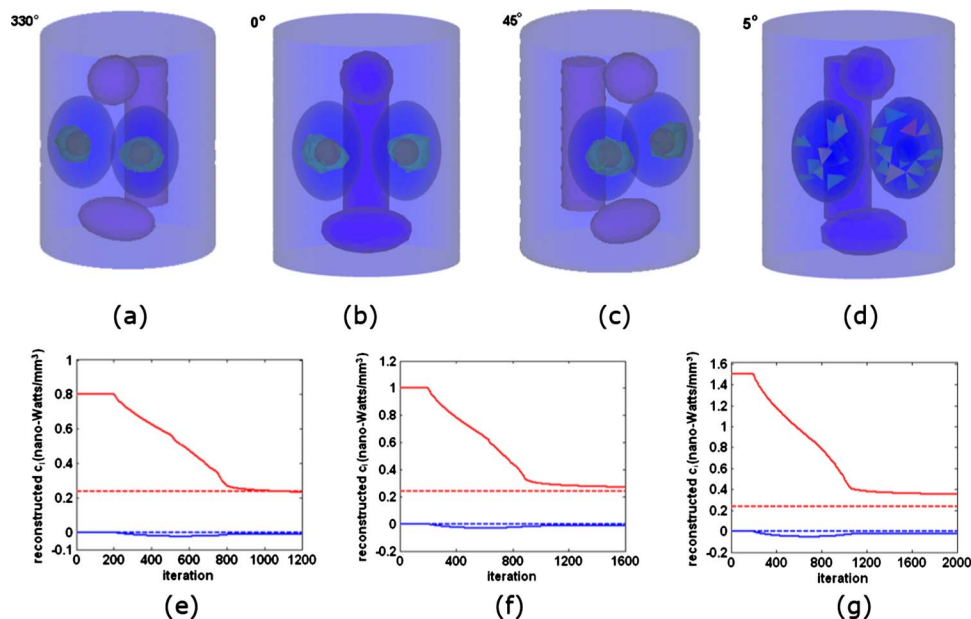 330°
0°
45°
5°
(a)
(b)
(c)
(d)
reconstructed cᵢ(nano-Watts/mm³)
1
0.8
0.6
0.4
0.2
0
-0.1
0 200 400 600 800 1000 1200
iteration
(e)
reconstructed cᵢ(nano-Watts/mm³)
1.2
1
0.8
0.6
0.4
0.2
0
-0.2
0 400 800 1200 1600
iteration
(f)
reconstructed cᵢ(nano-Watts/mm³)
1.6
1.4
1.2
1
0.8
0.6
0.4
0.2
0
-0.2
0 400 800 1200 1600 2000
iteration
(g)